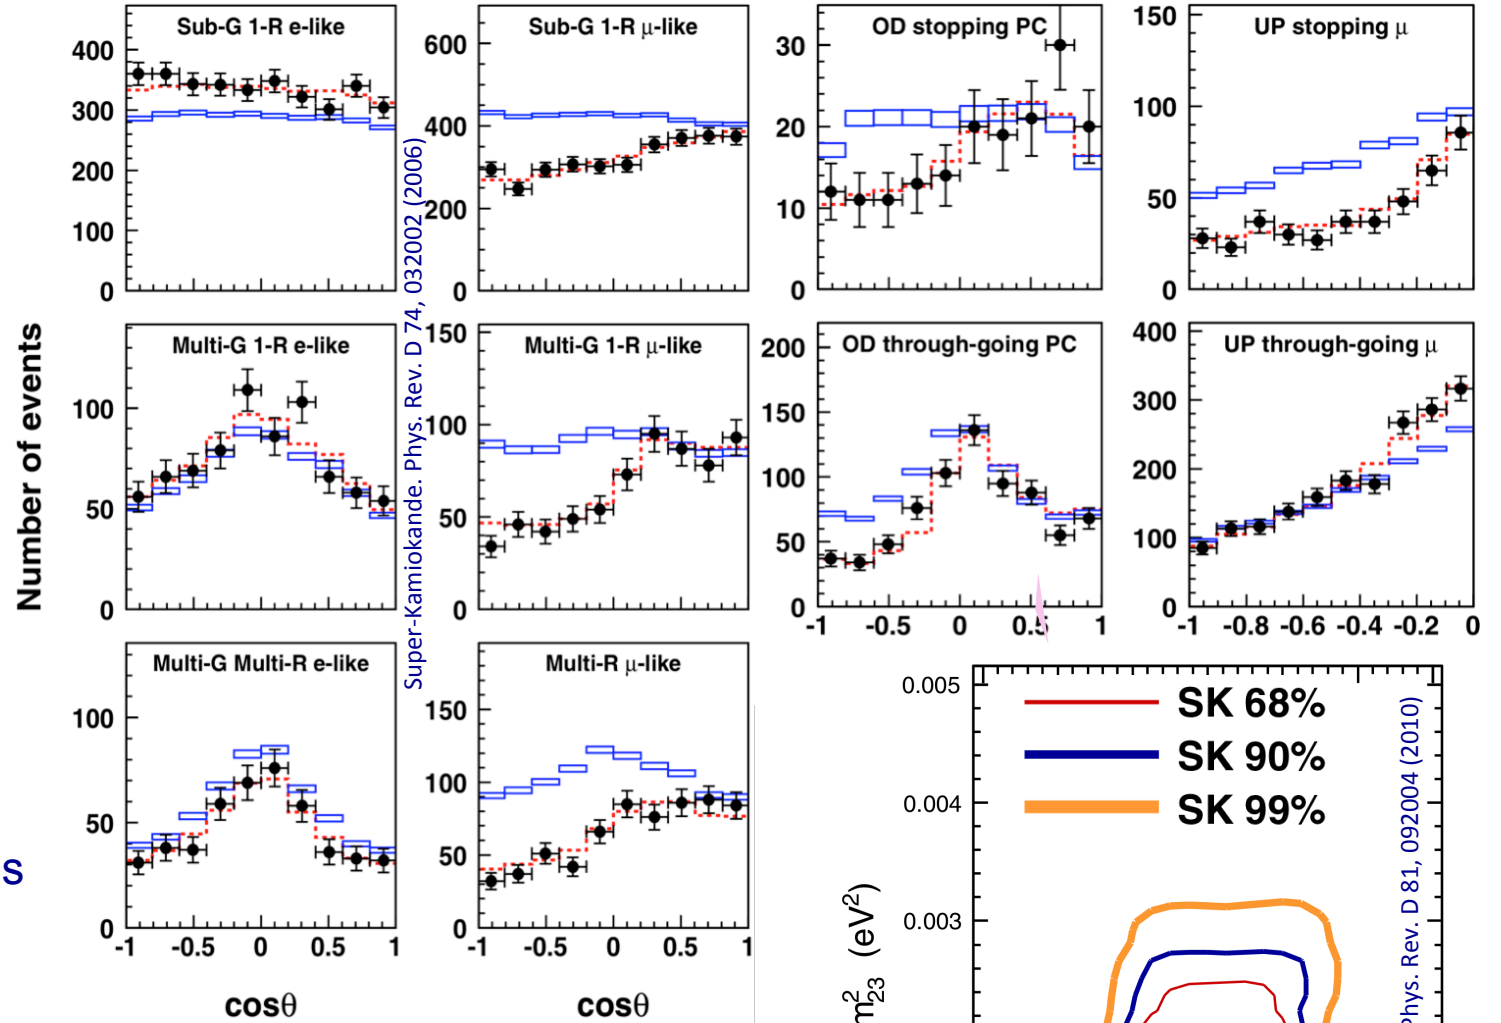 Number of events
Sub-G 1-R e-like
400
300
200
100
0
Sub-G 1-R μ-like
600
400
200
0
OD stopping PC
30
20
10
0
UP stopping μ
150
100
50
0
Multi-G 1-R e-like
100
50
0
Multi-G 1-R μ-like
150
100
50
0
OD through-going PC
200
150
100
50
0
-1 -0.5 0 0.5 1
UP through-going μ
400
300
200
100
0
-1 -0.8 -0.6 -0.4 -0.2 0
Multi-G Multi-R e-like
100
50
0
-1 -0.5 0 0.5 1
cosθ
Multi-R μ-like
150
100
50
0
-1 -0.5 0 0.5 1
cosθ
Super-Kamiokande. Phys. Rev. D 74, 032002 (2006)
s
SK 68%
SK 90%
SK 99%
0.005
0.004
0.003
m²₂₃ (eV²)
Phys. Rev. D 81, 092004 (2010)